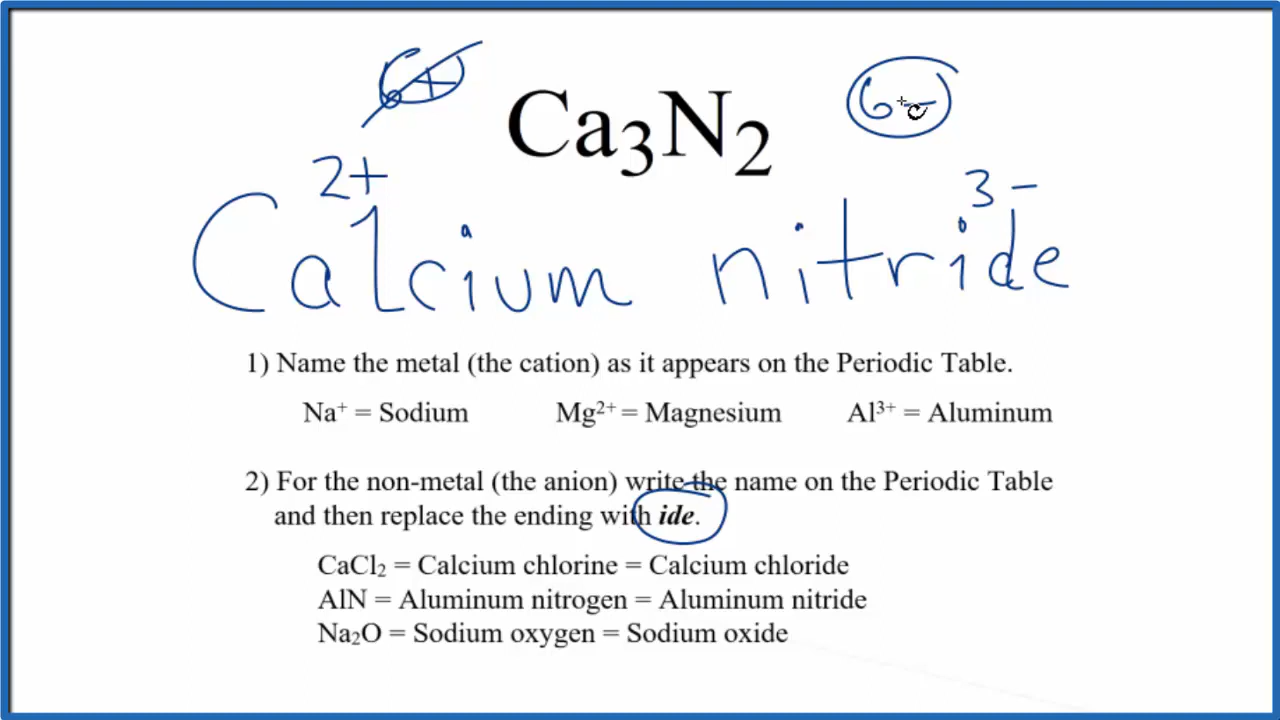 6+
Ca₃N₂
6-
2+
3-
Calcium nitride
1) Name the metal (the cation) as it appears on the Periodic Table.
Na⁺ = Sodium Mg²⁺ = Magnesium Al³⁺ = Aluminum
2) For the non-metal (the anion) write the name on the Periodic Table
and then replace the ending with ide.
CaCl₂ = Calcium chlorine = Calcium chloride
AlN = Aluminum nitrogen = Aluminum nitride
Na₂O = Sodium oxygen = Sodium oxide